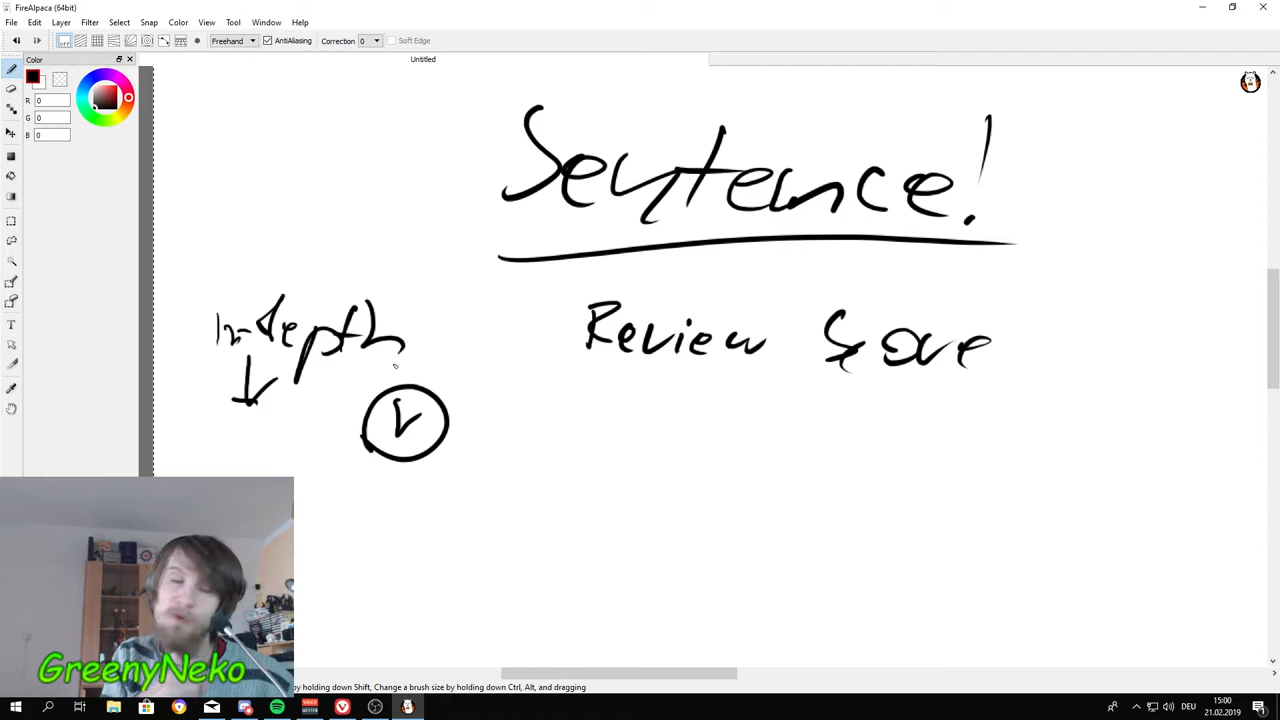 FireAlpaca (64bit)
File Edit Layer Filter Select Snap Color View Tool Window Help
off Freehand AntiAliasing Correction 0 Soft Edge
Color
Untitled
R 0
G 0
B 0
Sentence!
In-depth
Review Score
GreenyNeko
by holding down Shift, Change a brush size by holding down Ctrl, Alt, and dragging
DEU 15:00
21.02.2019